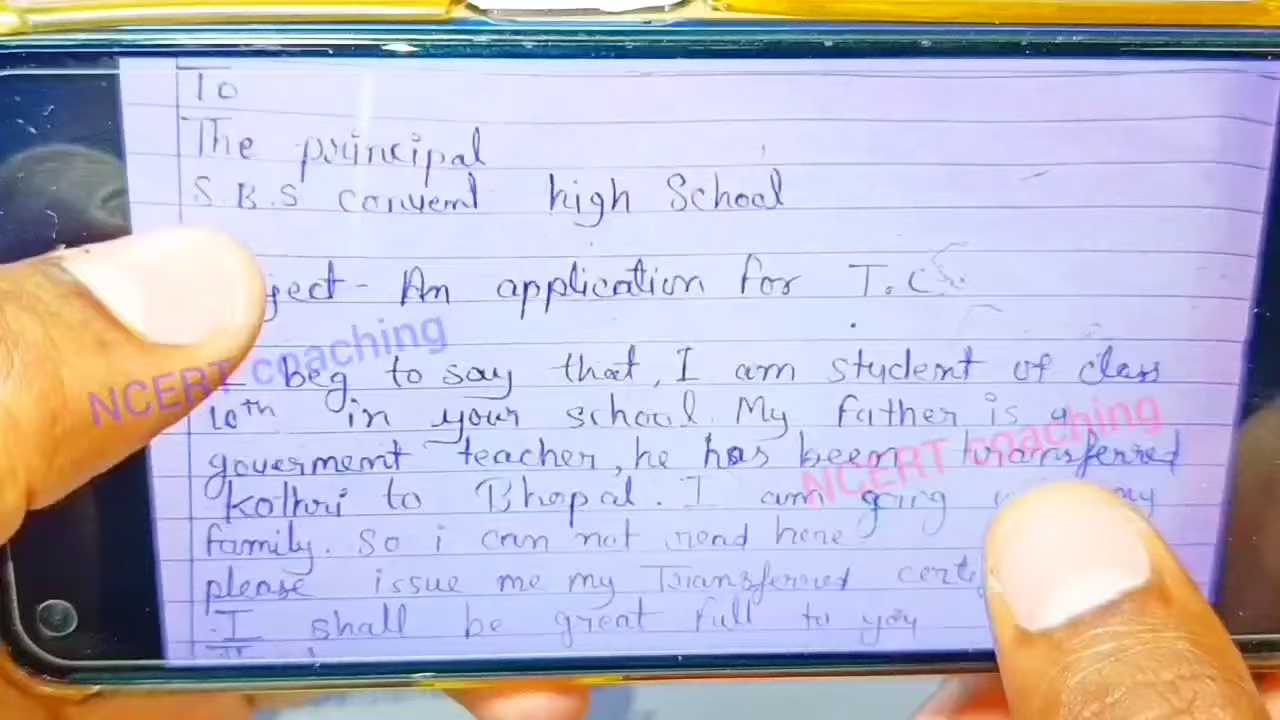 To
The principal
S.B.S convent high School
ject - An application for T.C.
I Beg to say that, I am student of class
10th in your school. My father is a
goverment teacher, he has been transferred
kothri to Bhopal. I am going my
family. So i can not read here
please issue me my Transferred certi
I shall be great full to you
NCERT coaching
NCERT coaching